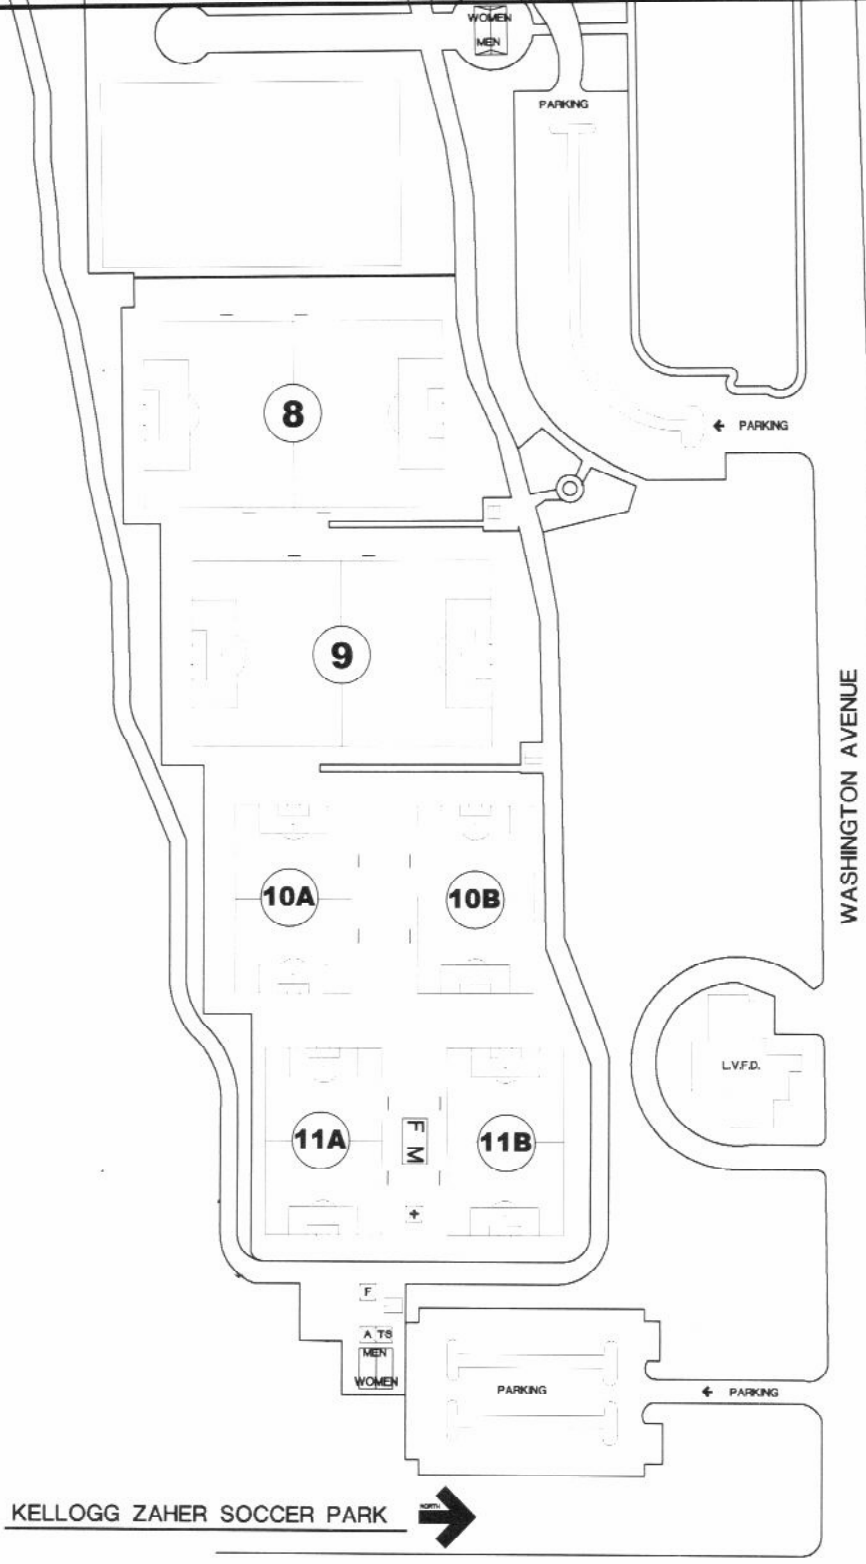 WOMEN
MEN
PARKING
8
PARKING
9
WASHINGTON AVENUE
10A
10B
L.V.F.D.
11A
F M
11B
+
F
A TS
MEN
WOMEN
PARKING
PARKING
KELLOGG ZAHER SOCCER PARK
NORTH